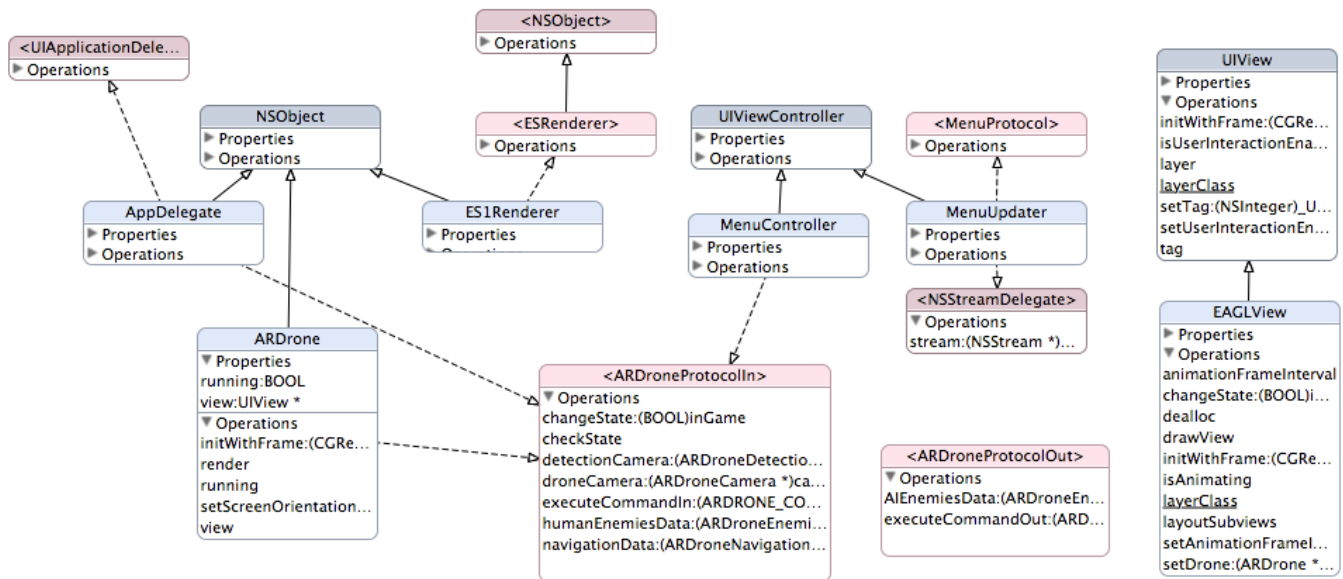 <UIApplicationDele...
Operations
<NSObject>
Operations
NSObject
Properties
Operations
<ESRenderer>
Operations
UIViewController
Properties
Operations
<MenuProtocol>
Operations
UIView
Properties
Operations
initWithFrame:(CGRe...
isUserInteractionEna...
layer
layerClass
setTag:(NSInteger)_U...
setUserInteractionEn...
tag
AppDelegate
Properties
Operations
ES1Renderer
Properties
Operations
MenuController
Properties
Operations
MenuUpdater
Properties
Operations
<NSStreamDelegate>
Operations
stream:(NSStream *)...
EAGLView
Properties
Operations
animationFrameInterval
changeState:(BOOL)i...
dealloc
drawView
initWithFrame:(CGRe...
isAnimating
layerClass
layoutSubviews
setAnimationFrameI...
setDrone:(ARDrone *...
ARDrone
Properties
running:BOOL
view:UIView *
Operations
initWithFrame:(CGRe...
render
running
setScreenOrientation...
view
<ARDroneProtocolIn>
Operations
changeState:(BOOL)inGame
checkState
detectionCamera:(ARDroneDetectio...
droneCamera:(ARDroneCamera *)ca...
executeCommandIn:(ARDRONE_CO...
humanEnemiesData:(ARDroneEnemi...
navigationData:(ARDroneNavigation...
<ARDroneProtocolOut>
Operations
AIEnemiesData:(ARDroneEn...
executeCommandOut:(ARD...